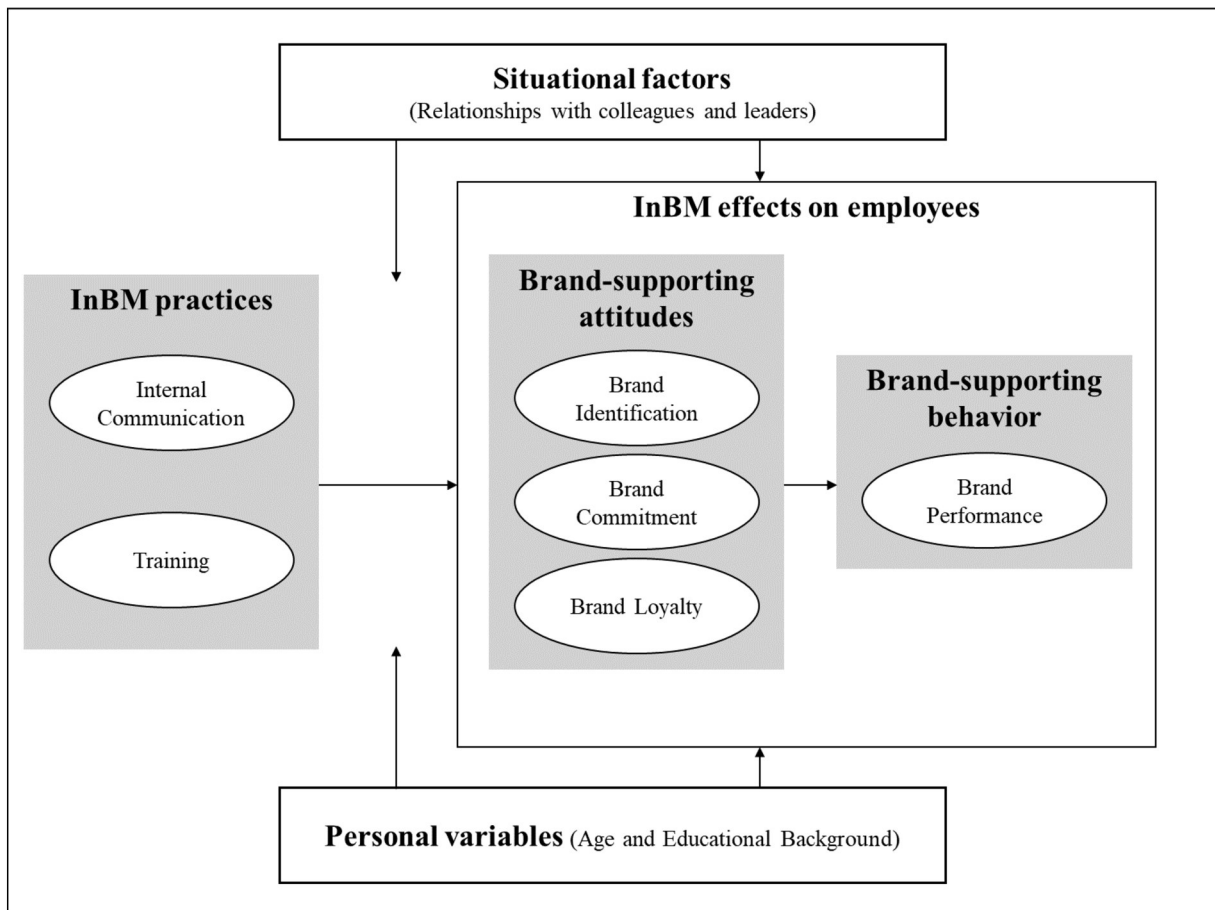 Situational factors
(Relationships with colleagues and leaders)
InBM effects on employees
InBM practices
Internal
Communication
Training
Brand-supporting
attitudes
Brand
Identification
Brand
Commitment
Brand Loyalty
Brand-supporting
behavior
Brand
Performance
Personal variables (Age and Educational Background)